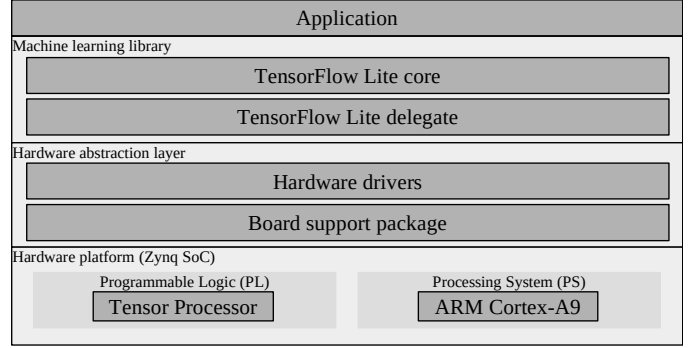 Application
Machine learning library
TensorFlow Lite core
TensorFlow Lite delegate
Hardware abstraction layer
Hardware drivers
Board support package
Hardware platform (Zynq SoC)
Programmable Logic (PL)
Tensor Processor
Processing System (PS)
ARM Cortex-A9